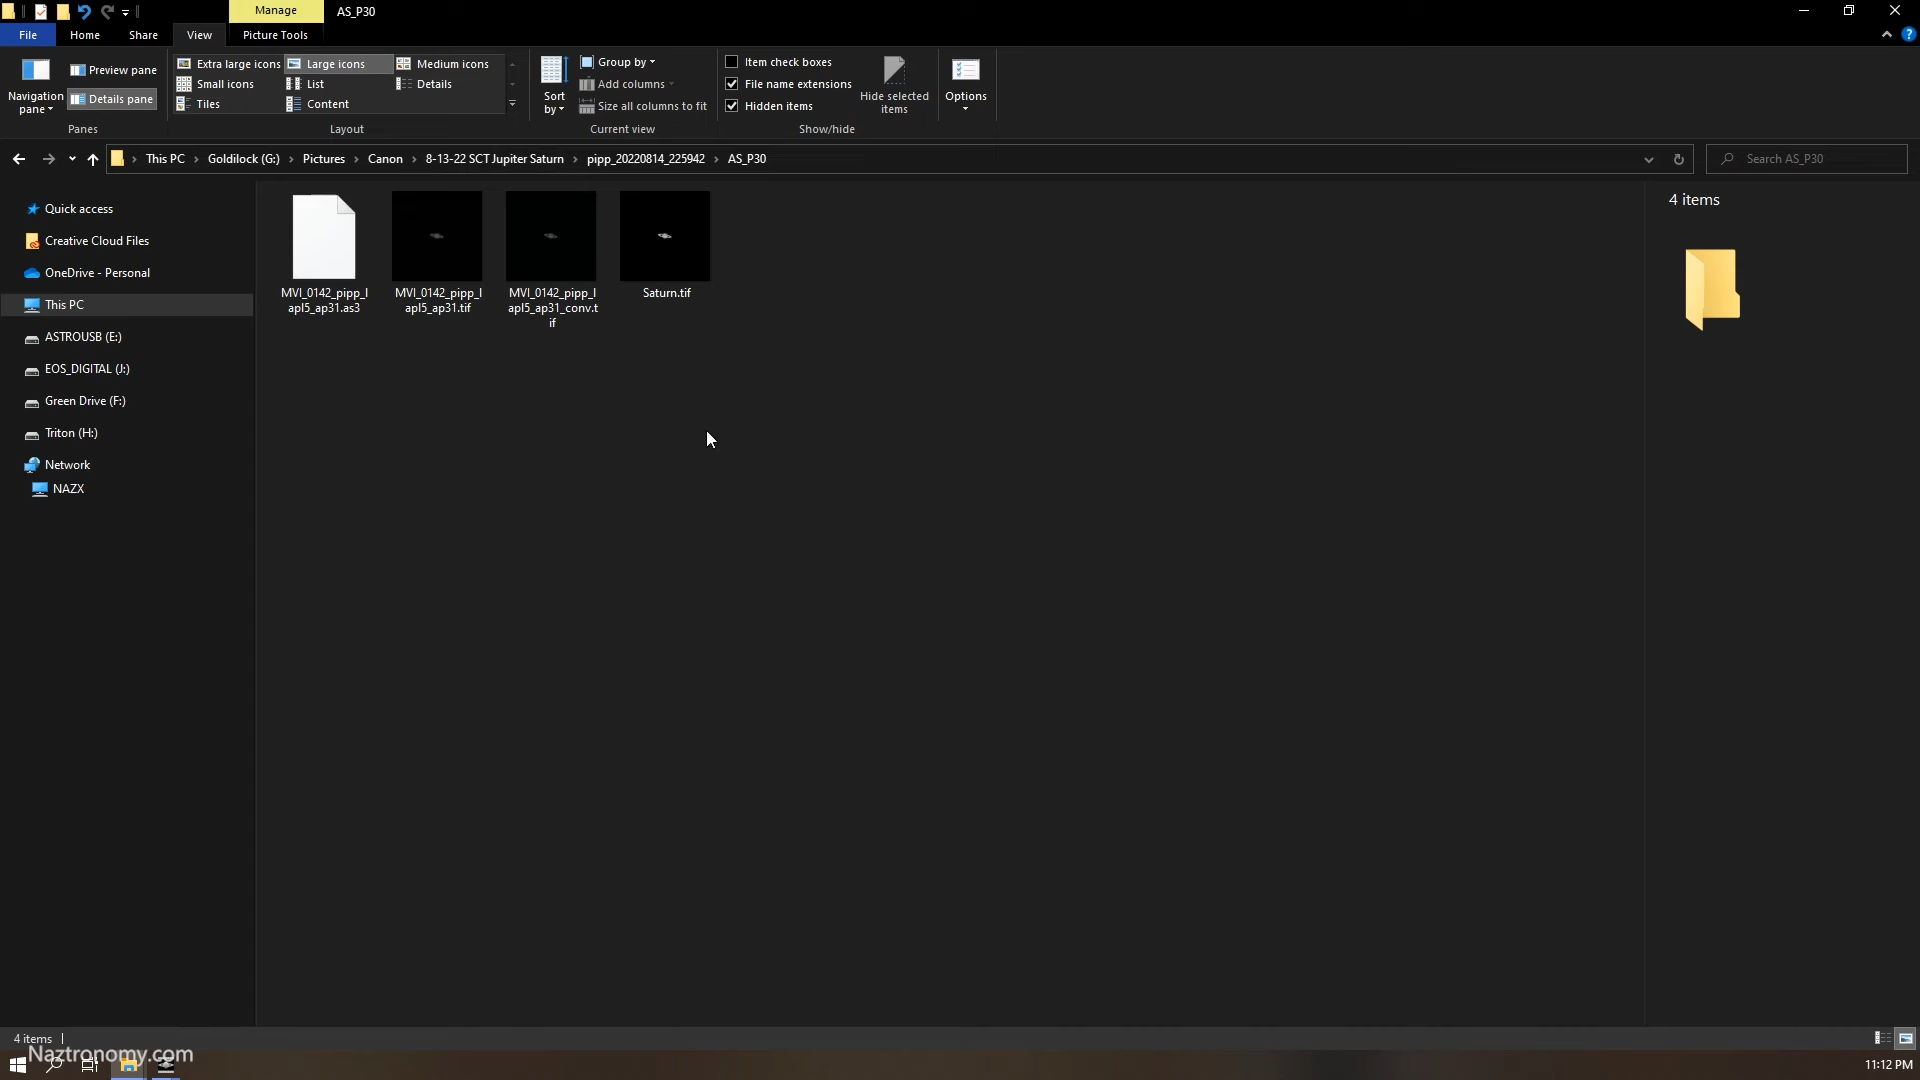 Manage
AS_P30
File
Home
Share
View
Picture Tools
Navigation
pane
Preview pane
Details pane
Panes
Extra large icons
Large icons
Medium icons
Small icons
List
Details
Tiles
Content
Layout
Sort
by
Group by
Add columns
Size all columns to fit
Current view
Item check boxes
File name extensions
Hidden items
Hide selected
items
Show/hide
Options
This PC > Goldilock (G:) > Pictures > Canon > 8-13-22 SCT Jupiter Saturn > pipp_20220814_225942 > AS_P30
Search AS_P30
Quick access
Creative Cloud Files
OneDrive - Personal
This PC
ASTROUSB (E:)
EOS_DIGITAL (J:)
Green Drive (F:)
Triton (H:)
Network
NAZX
MVI_0142_pipp_l
apl5_ap31.as3
MVI_0142_pipp_l
apl5_ap31.tif
MVI_0142_pipp_l
apl5_ap31_conv.t
if
Saturn.tif
4 items
4 items
Naztronomy.com
11:12 PM